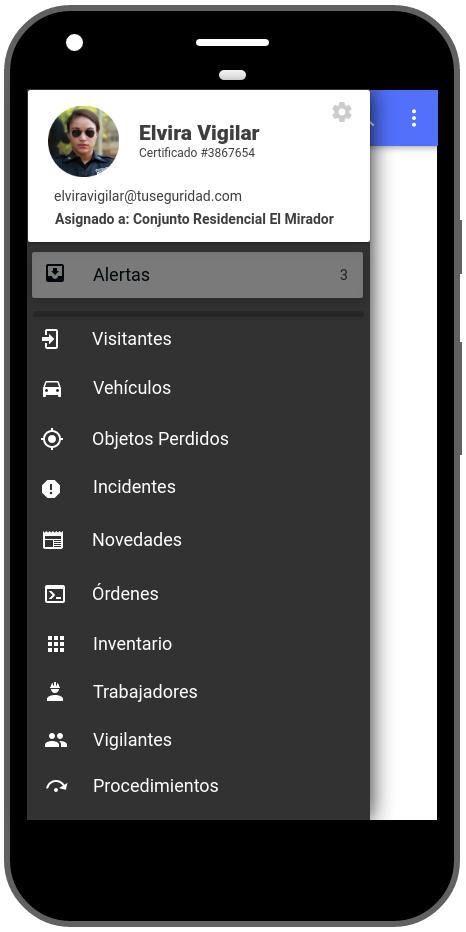 Elvira Vigilar
Certificado #3867654
elviravigilar@tuseguridad.com
Asignado a: Conjunto Residencial El Mirador
Alertas 3
Visitantes
Vehículos
Objetos Perdidos
Incidentes
Novedades
Órdenes
Inventario
Trabajadores
Vigilantes
Procedimientos